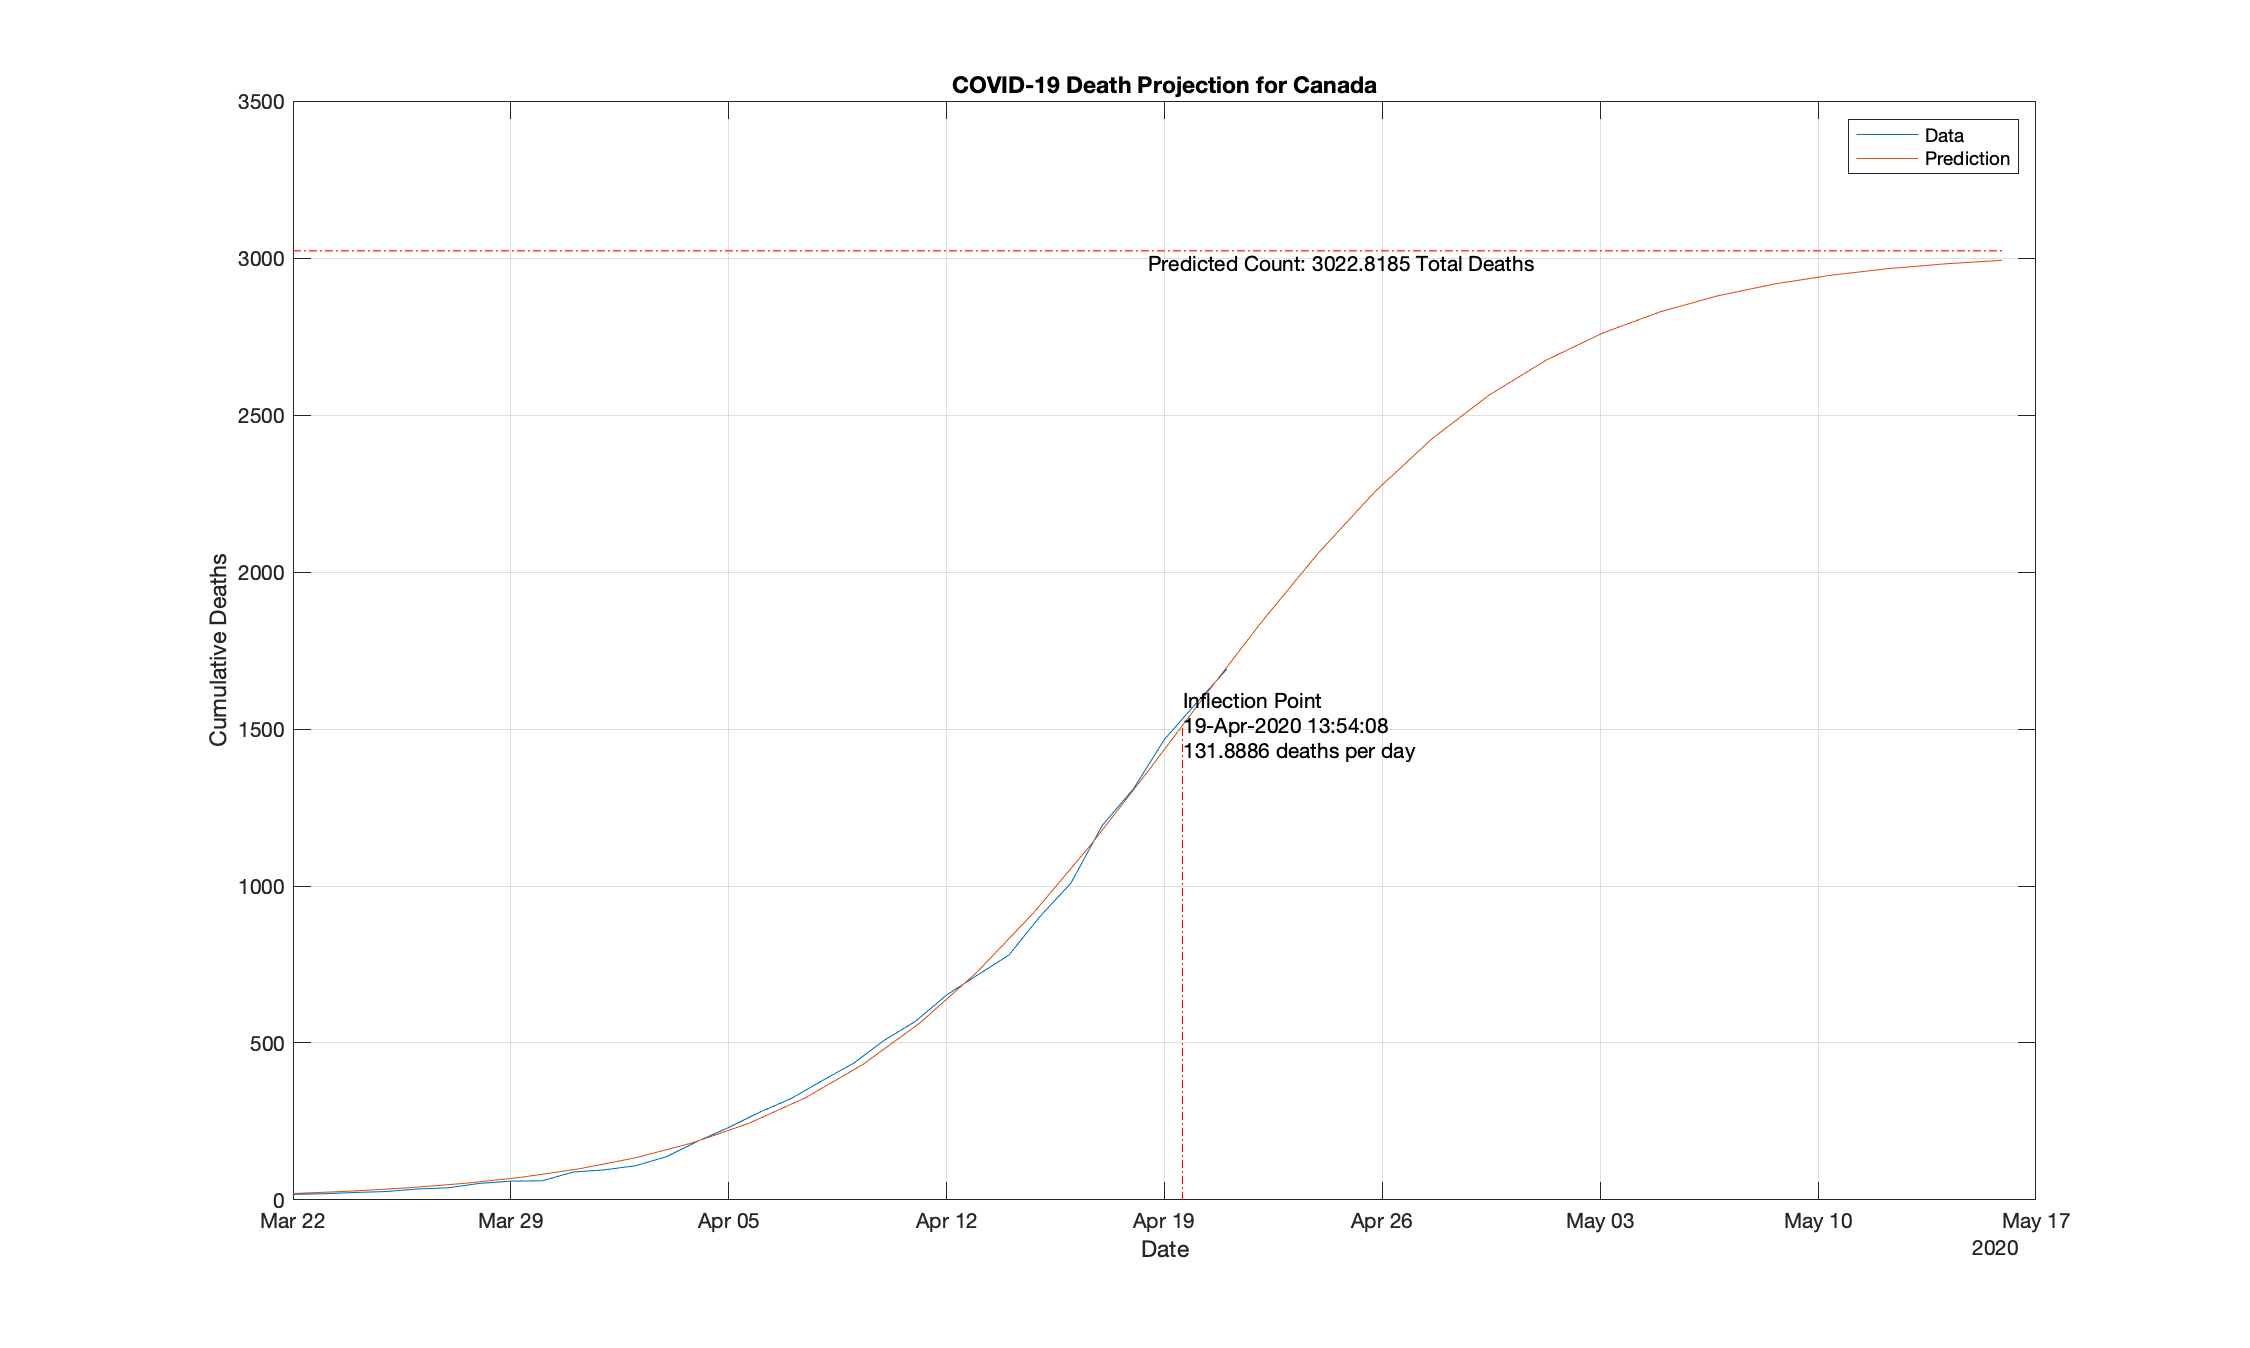 COVID-19 Death Projection for Canada
3500
Data
Prediction
3000
Predicted Count: 3022.8185 Total Deaths
2500
2000
Cumulative Deaths
Inflection Point
1500
19-Apr-2020 13:54:08
131.8886 deaths per day
1000
500
0
Mar 22 Mar 29 Apr 05 Apr 12 Apr 19 Apr 26 May 03 May 10 May 17
Date
2020